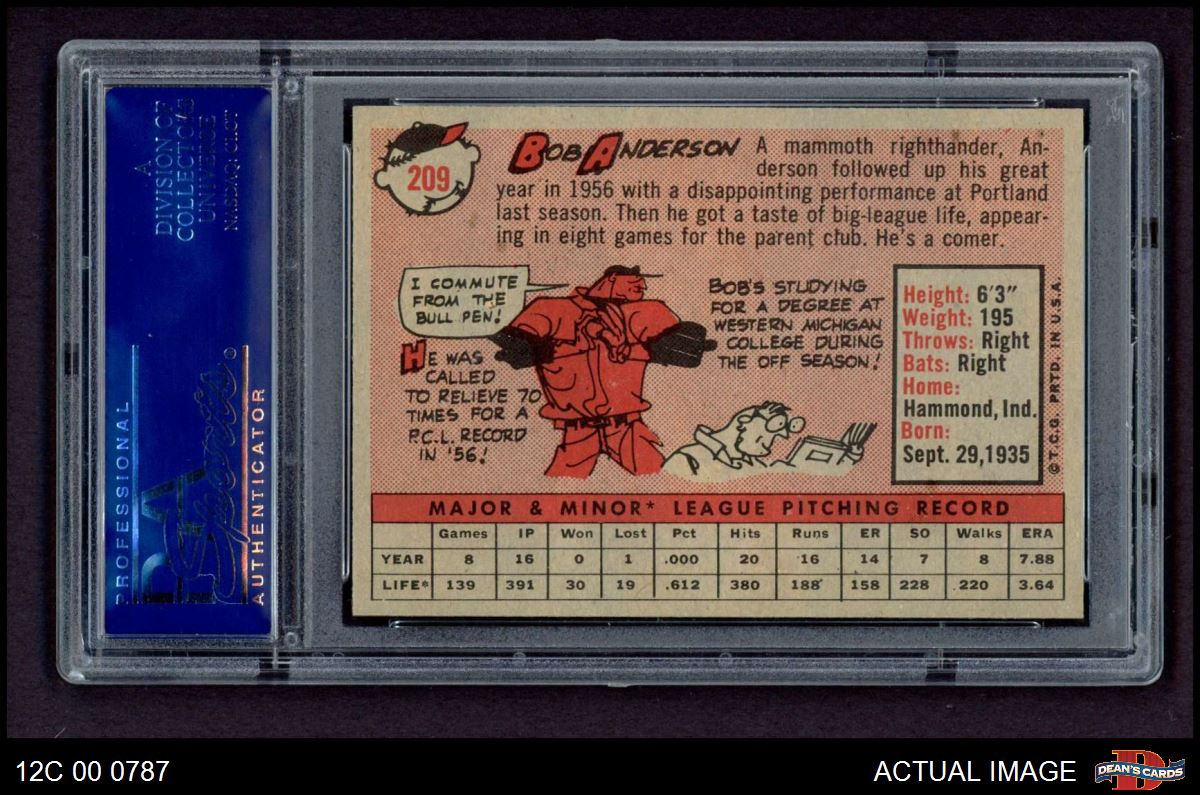 A
DIVISION OF
COLLECTORS
UNIVERSE
NASDAQ: CLCT
PROFESSIONAL
PSA
Sports®
AUTHENTICATOR
209
BOB ANDERSON
A mammoth righthander, An-
derson followed up his great
year in 1956 with a disappointing performance at Portland
last season. Then he got a taste of big-league life, appear-
ing in eight games for the parent club. He's a comer.
I COMMUTE
FROM THE
BULL PEN!
HE WAS
CALLED
TO RELIEVE 70
TIMES FOR A
P.C.L. RECORD
IN '56!
BOB'S STUDYING
FOR A DEGREE AT
WESTERN MICHIGAN
COLLEGE DURING
THE OFF SEASON!
Height: 6'3"
Weight: 195
Throws: Right
Bats: Right
Home:
Hammond, Ind.
Born:
Sept. 29, 1935
© T.C.G. PRTD. IN U.S.A.
MAJOR & MINOR* LEAGUE PITCHING RECORD
Games IP Won Lost Pct Hits Runs ER SO Walks ERA
YEAR 8 16 0 1 .000 20 16 14 7 8 7.88
LIFE* 139 391 30 19 .612 380 188 158 228 220 3.64
12C 00 0787
ACTUAL IMAGE
D
DEAN'S CARDS